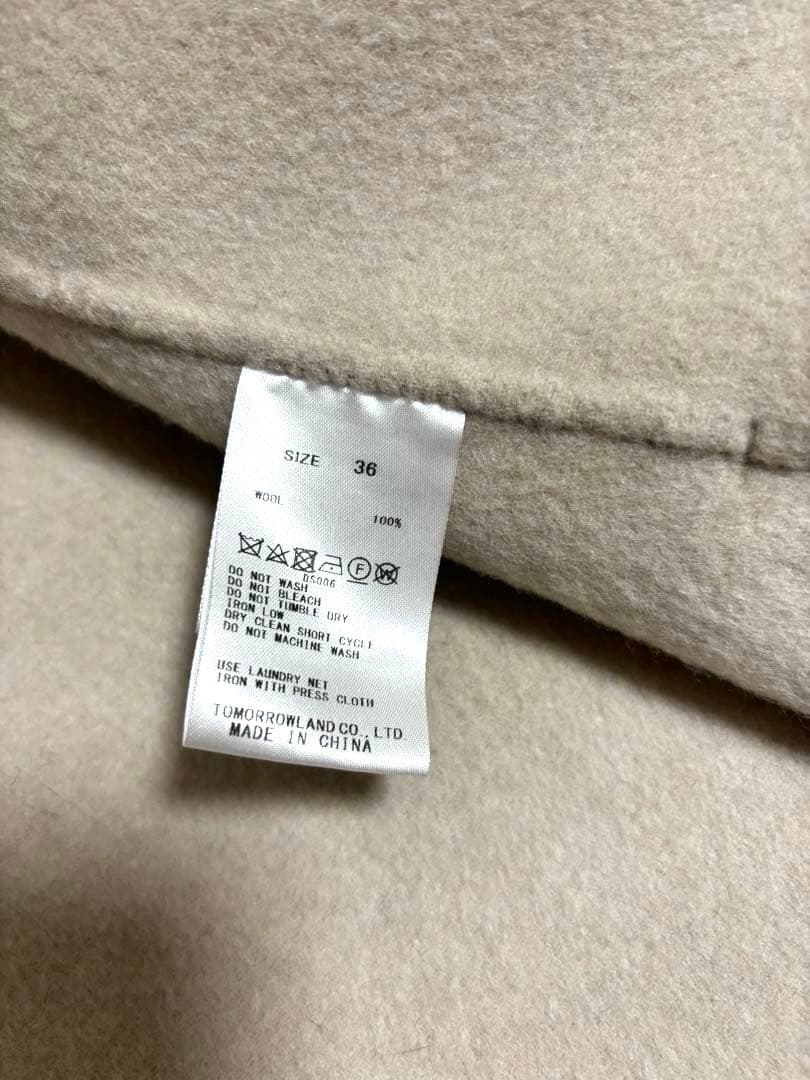 SIZE 36
WOOL 100%
F W
DS006
DO NOT WASH
DO NOT BLEACH
DO NOT TUMBLE DRY
IRON LOW
DRY CLEAN SHORT CYCLE
DO NOT MACHINE WASH
USE LAUNDRY NET
IRON WITH PRESS CLOTH
TOMORROWLAND CO., LTD.
MADE IN CHINA